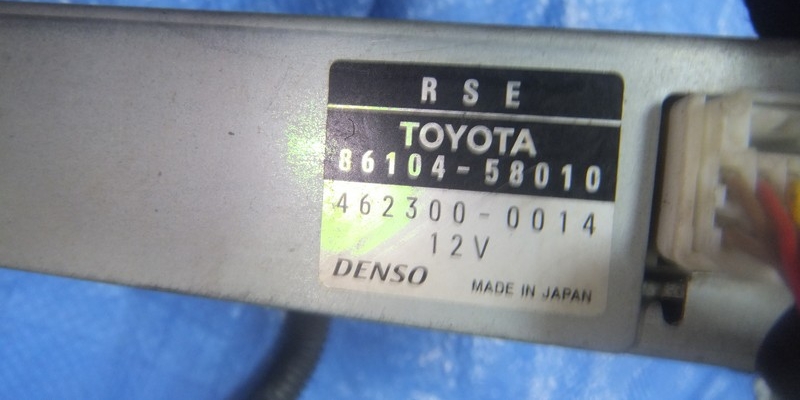 RSE
TOYOTA
86104-58010
462300-0014
12V
DENSO
MADE IN JAPAN